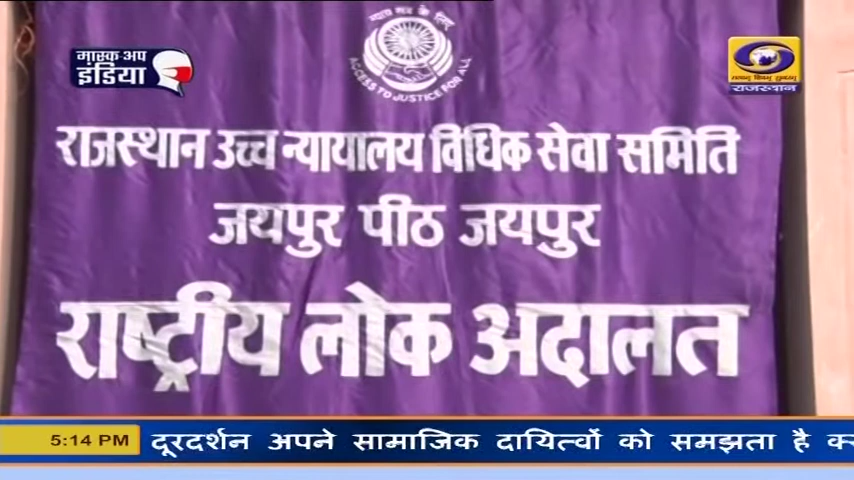 न्याय सब के लिए
ACCESS TO JUSTICE FOR ALL
मास्क-अप
इंडिया
राजस्थान
राजस्थान उच्च न्यायालय विधिक सेवा समिति
जयपुर पीठ जयपुर
राष्ट्रीय लोक अदालत
5:14 PM दूरदर्शन अपने सामाजिक दायित्वों को समझता है